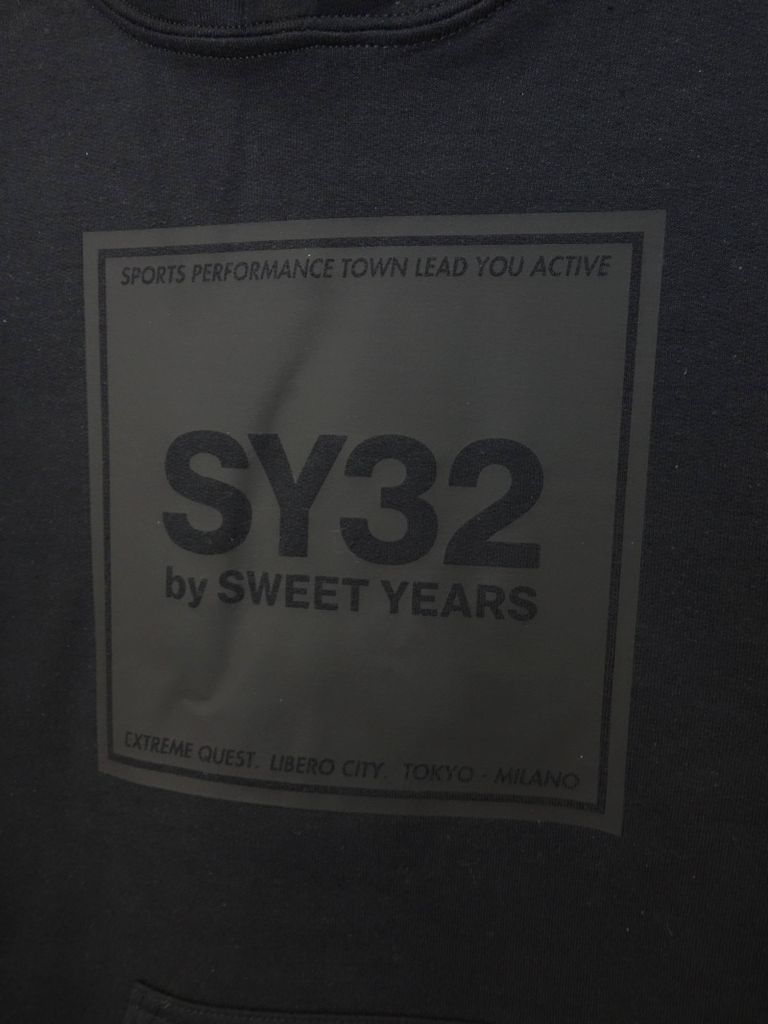 SPORTS PERFORMANCE TOWN LEAD YOU ACTIVE
SY32
by SWEET YEARS
EXTREME QUEST. LIBERO CITY. TOKYO - MILANO